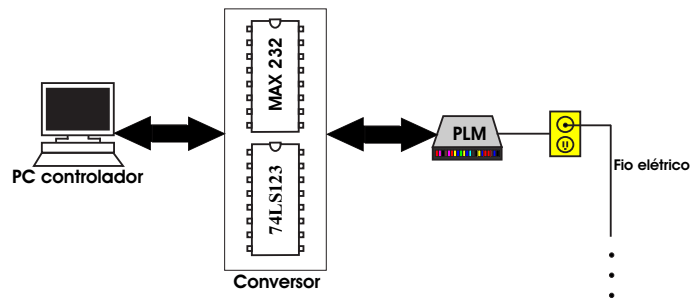 PC controlador
MAX 232
74LS123
Conversor
PLM
Fio elétrico